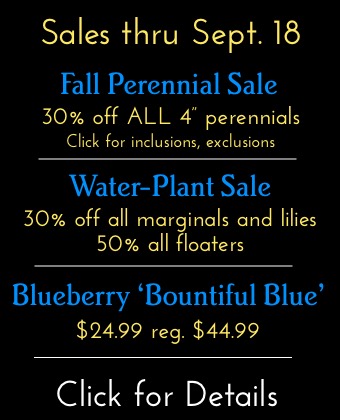 Sales thru Sept. 18
Fall Perennial Sale
30% off ALL 4” perennials
Click for inclusions, exclusions
Water-Plant Sale
30% off all marginals and lilies
50% all floaters
Blueberry ‘Bountiful Blue’
$24.99 reg. $44.99
Click for Details